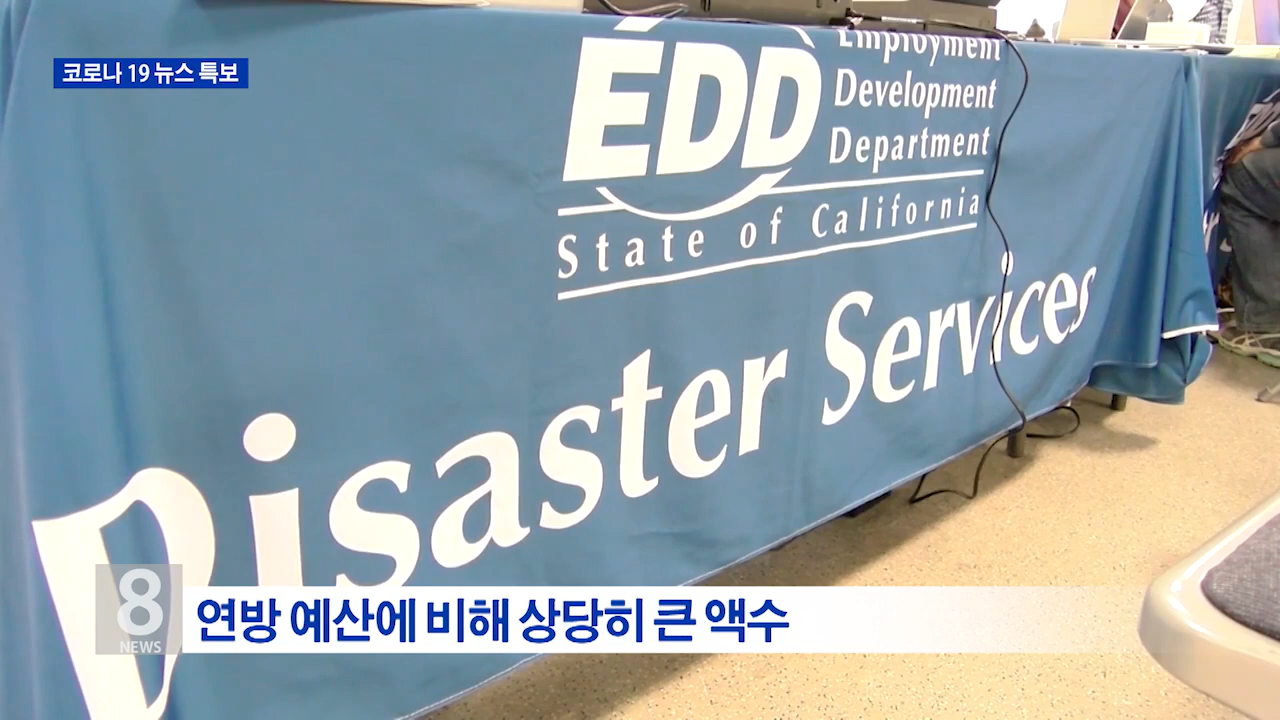 코로나 19 뉴스 특보
EDD
Employment
Development
Department
State of California
Disaster Services
8
NEWS
연방 예산에 비해 상당히 큰 액수